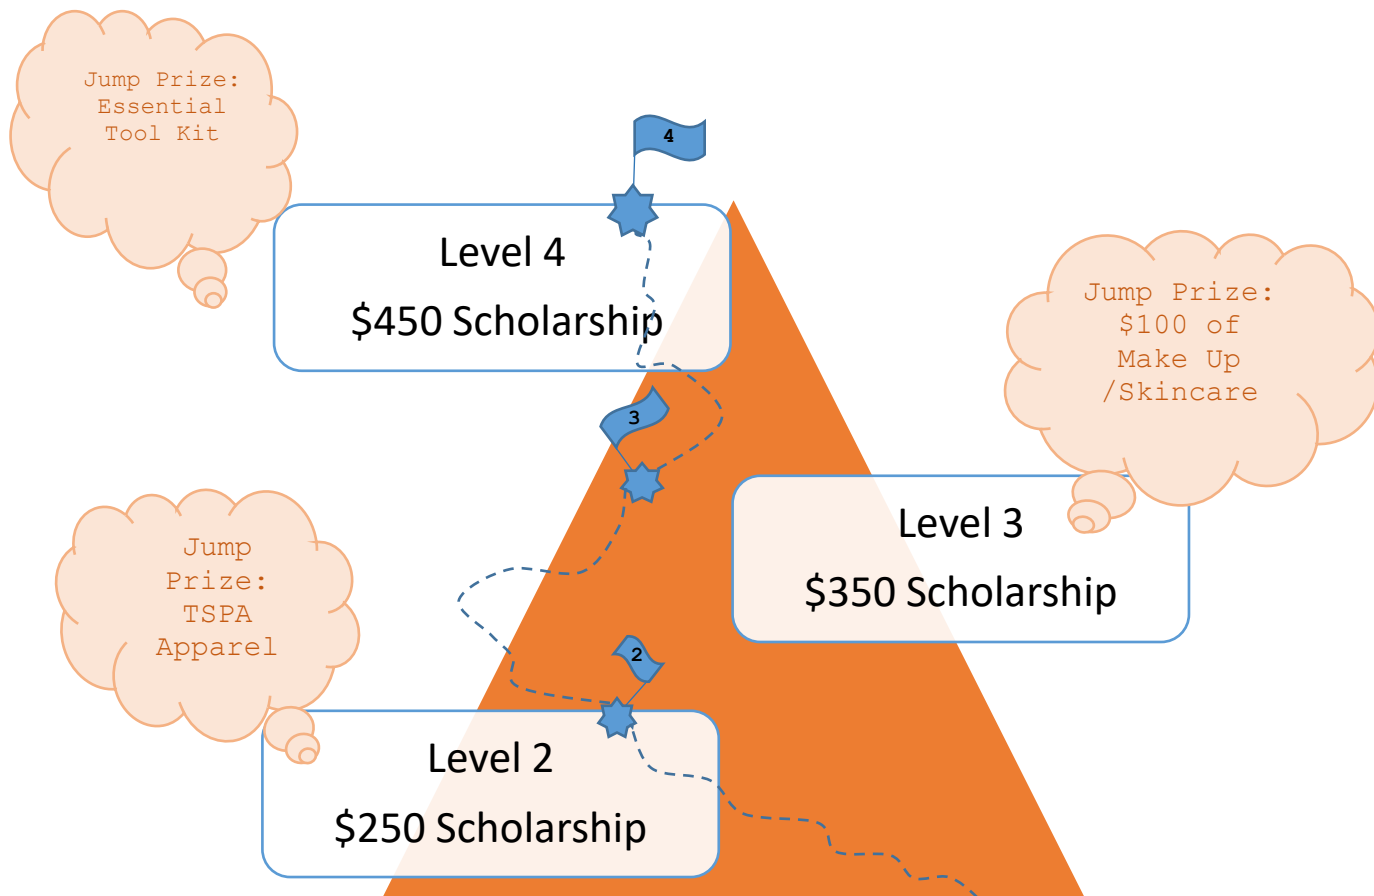 Jump Prize:
Essential
Tool Kit
4
Level 4
$450 Scholarship
Jump Prize:
$100 of
Make Up
/Skincare
3
Level 3
$350 Scholarship
Jump
Prize:
TSPA
Apparel
2
Level 2
$250 Scholarship